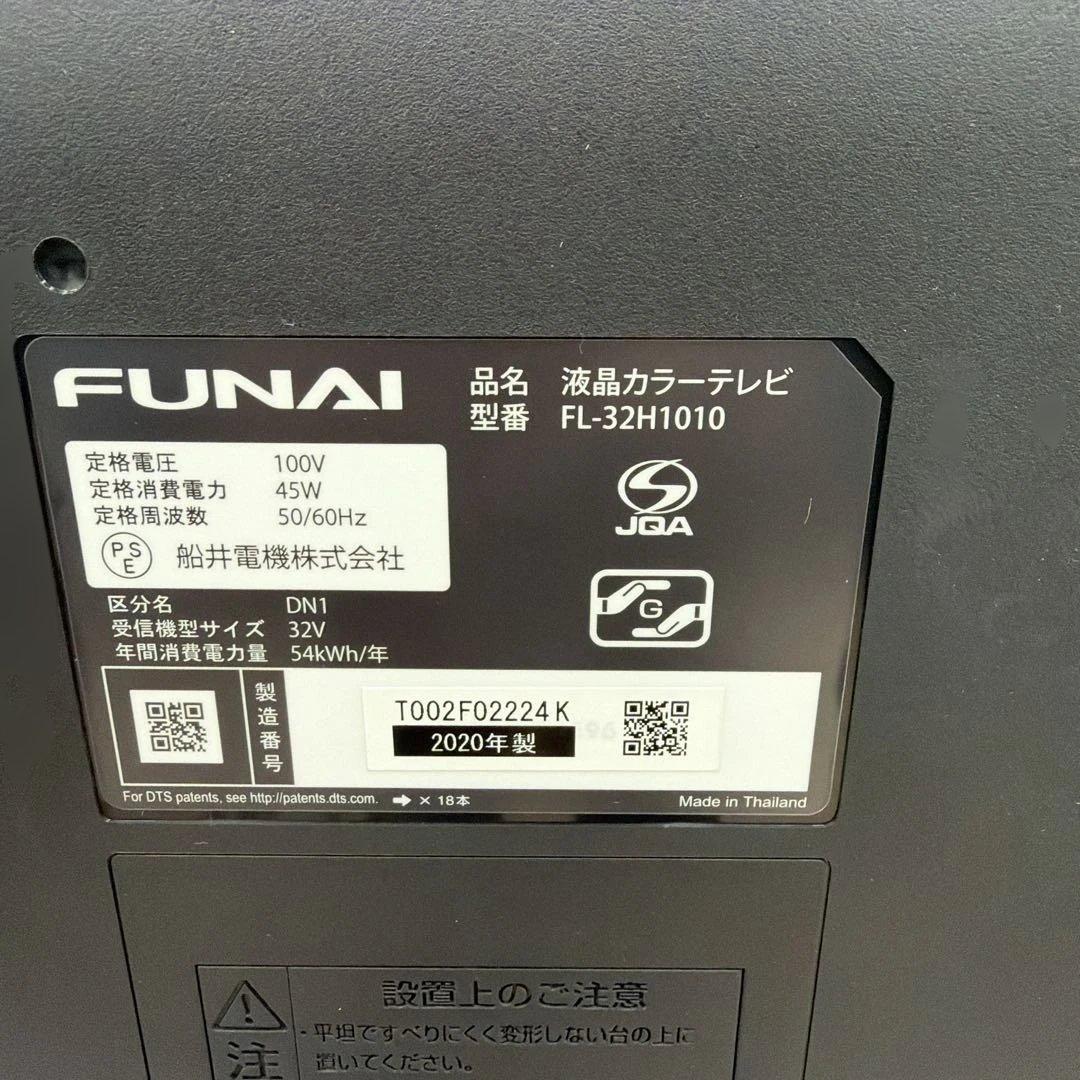 FUNAI
品名 液晶カラーテレビ
型番 FL-32H1010
定格電圧 100V
定格消費電力 45W
定格周波数 50/60Hz
PSE 船井電機株式会社
JQA
G
区分名 DN1
受信機型サイズ 32V
年間消費電力量 54kWh/年
製造番号
T002F02224K
2020年製
For DTS patents, see http://patents.dts.com. ➡ × 18本
Made in Thailand
設置上のご注意
注
・平坦ですべりにくく変形しない台の上に
置いてください。